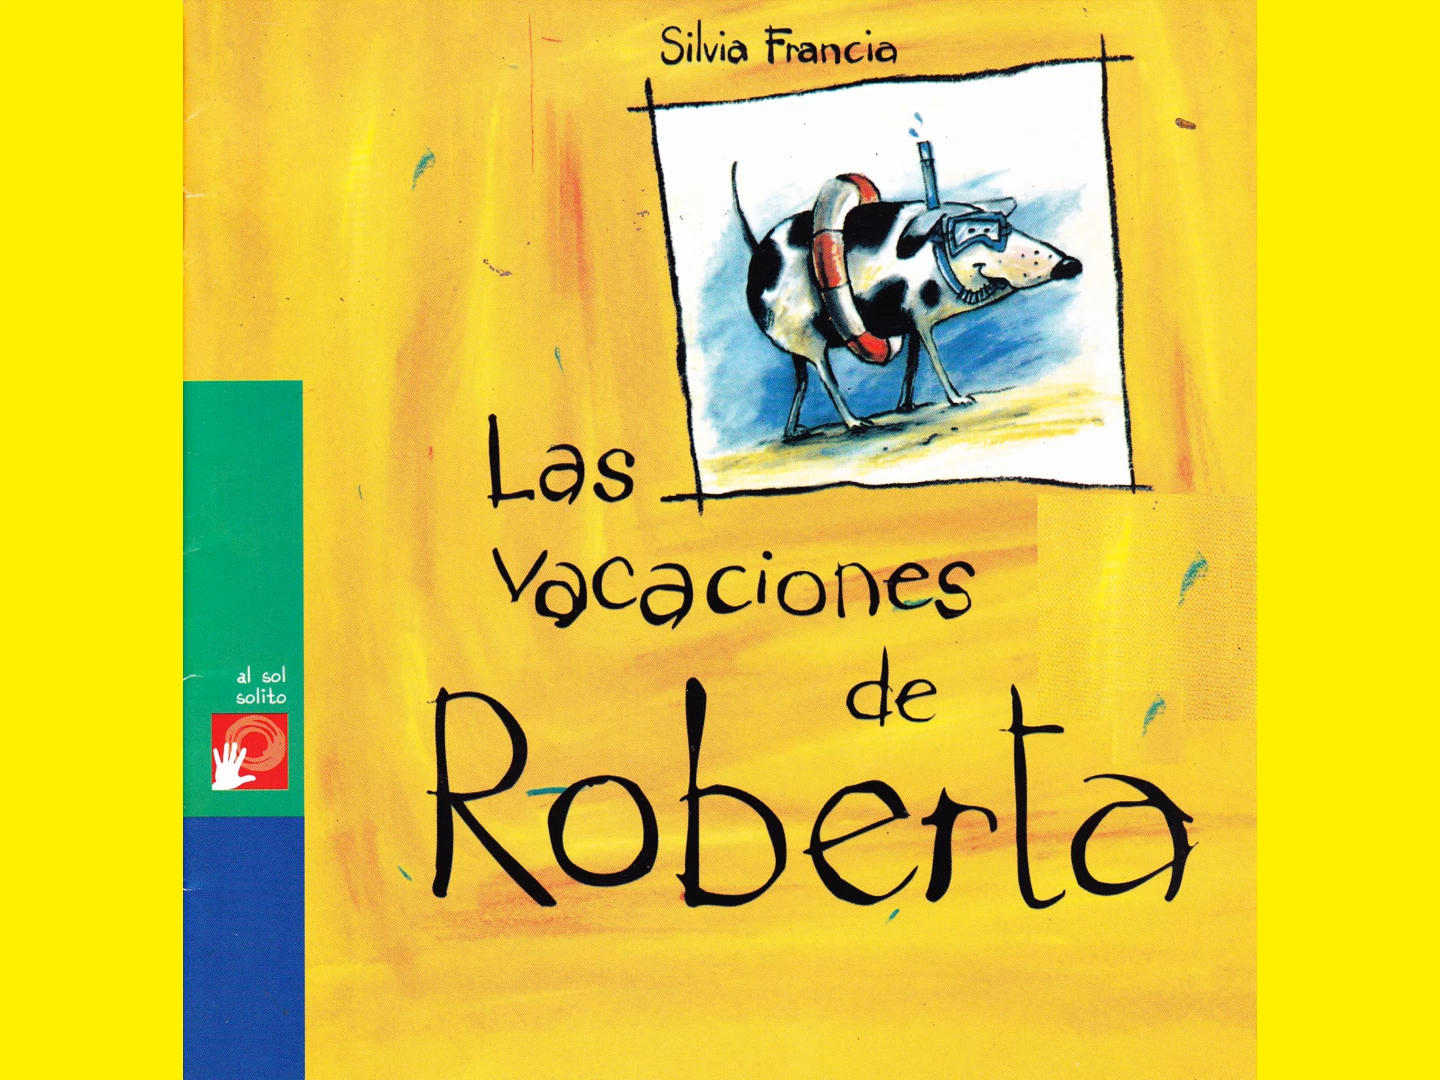 Silvia Francia
Las
vacaciones
de
Roberta
al sol
solito